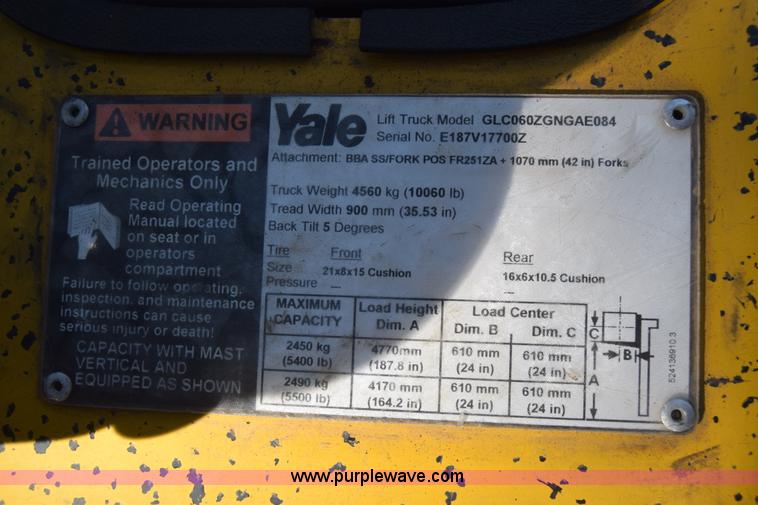 WARNING
Trained Operators and
Mechanics Only
Read Operating
Manual located
on seat or in
operators
compartment
Failure to follow operating,
inspection, and maintenance
instructions can cause
serious injury or death!
CAPACITY WITH MAST
VERTICAL AND
EQUIPPED AS SHOWN
Yale
Lift Truck Model GLC060ZGNGAE084
Serial No. E187V17700Z
Attachment: BBA SS/FORK POS FR251ZA + 1070 mm (42 in) Forks
Truck Weight 4560 kg (10060 lb)
Tread Width 900 mm (35.53 in)
Back Tilt 5 Degrees
Tire Front Rear
Size 21x8x15 Cushion 16x6x10.5 Cushion
Pressure — —
MAXIMUM CAPACITY Load Height Dim. A Load Center Dim. B Dim. C
2450 kg 4770mm 610 mm 610 mm
(5400 lb) (187.8 in) (24 in) (24 in)
2490 kg 4170 mm 610 mm 610 mm
(5500 lb) (164.2 in) (24 in) (24 in)
C
B
A
524136910.3
www.purplewave.com